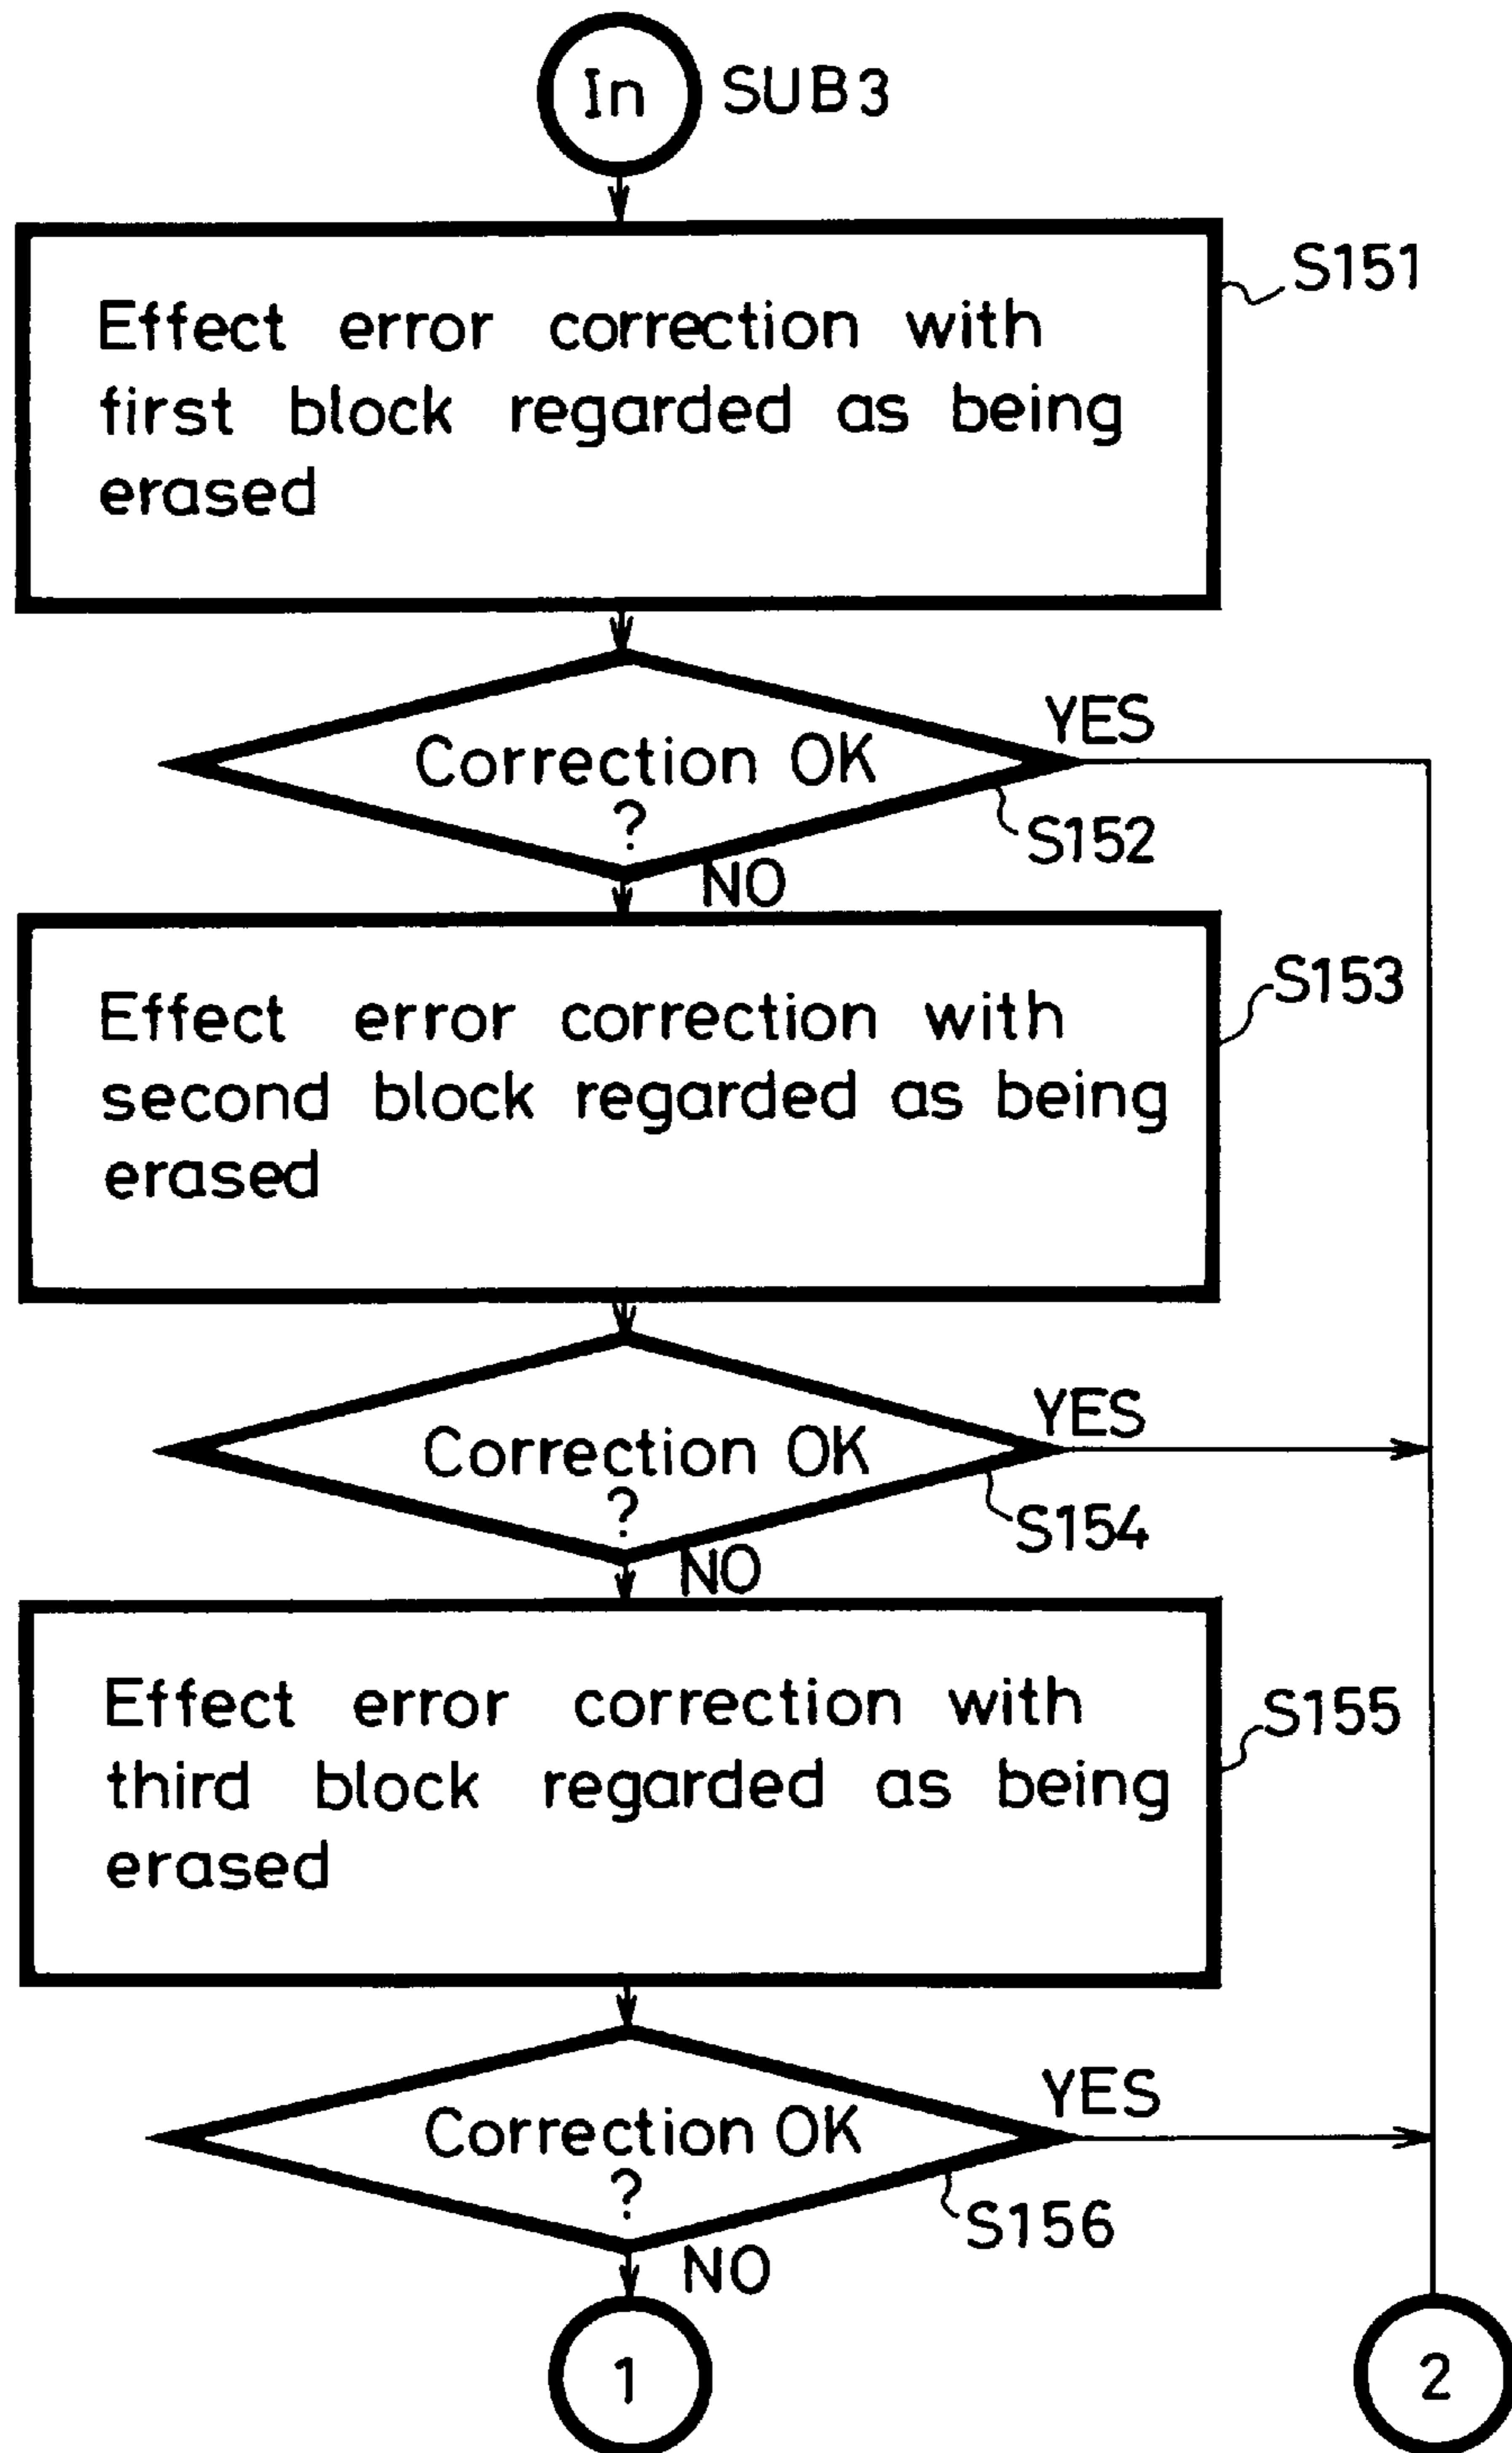 In SUB3
S151
Effect error correction with
first block regarded as being
erased
YES
Correction OK
?
S152
NO
S153
Effect error correction with
second block regarded as being
erased
YES
Correction OK
?
S154
NO
S155
Effect error correction with
third block regarded as being
erased
YES
Correction OK
?
S156
NO
1
2